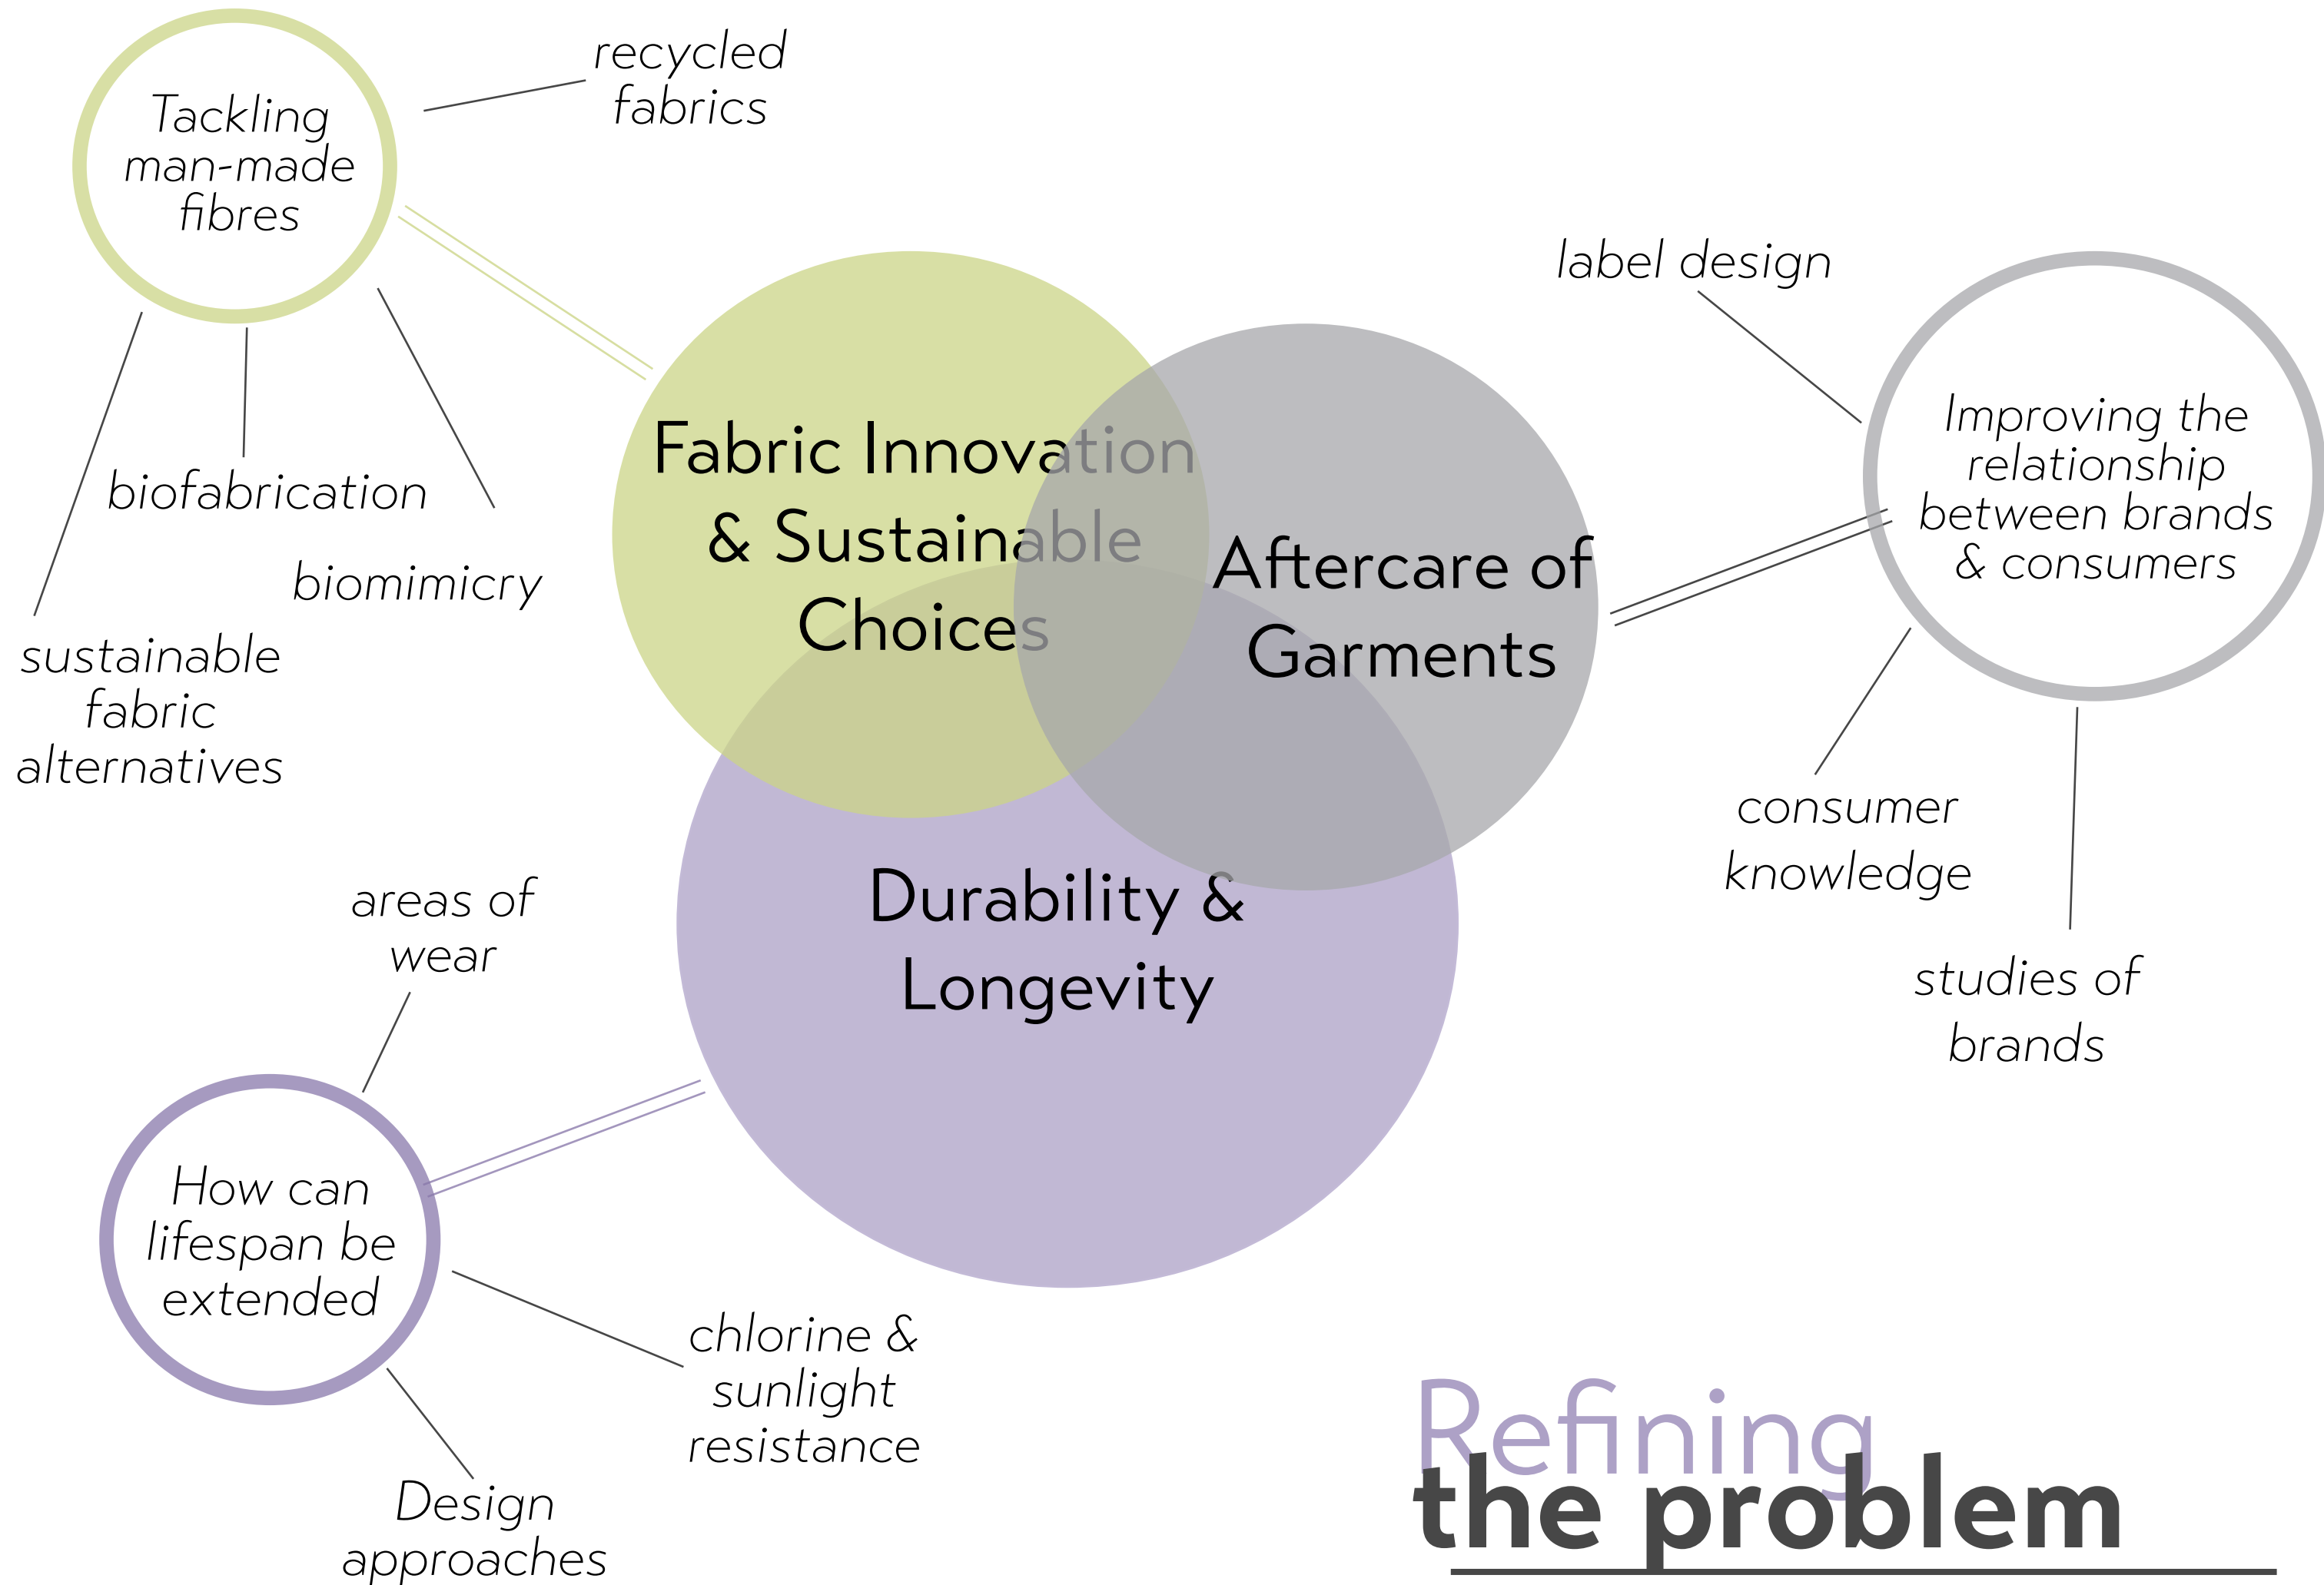 recycled
fabrics
Tackling
man-made
fibres
label design
Improving the
relationship
between brands
& consumers
Fabric Innovation
& Sustainable
Choices
Aftercare of
Garments
biofabrication
biomimicry
sustainable
fabric
alternatives
consumer
knowledge
studies of
brands
Durability &
Longevity
areas of
wear
How can
lifespan be
extended
chlorine &
sunlight
resistance
Design
approaches
Refining
the problem